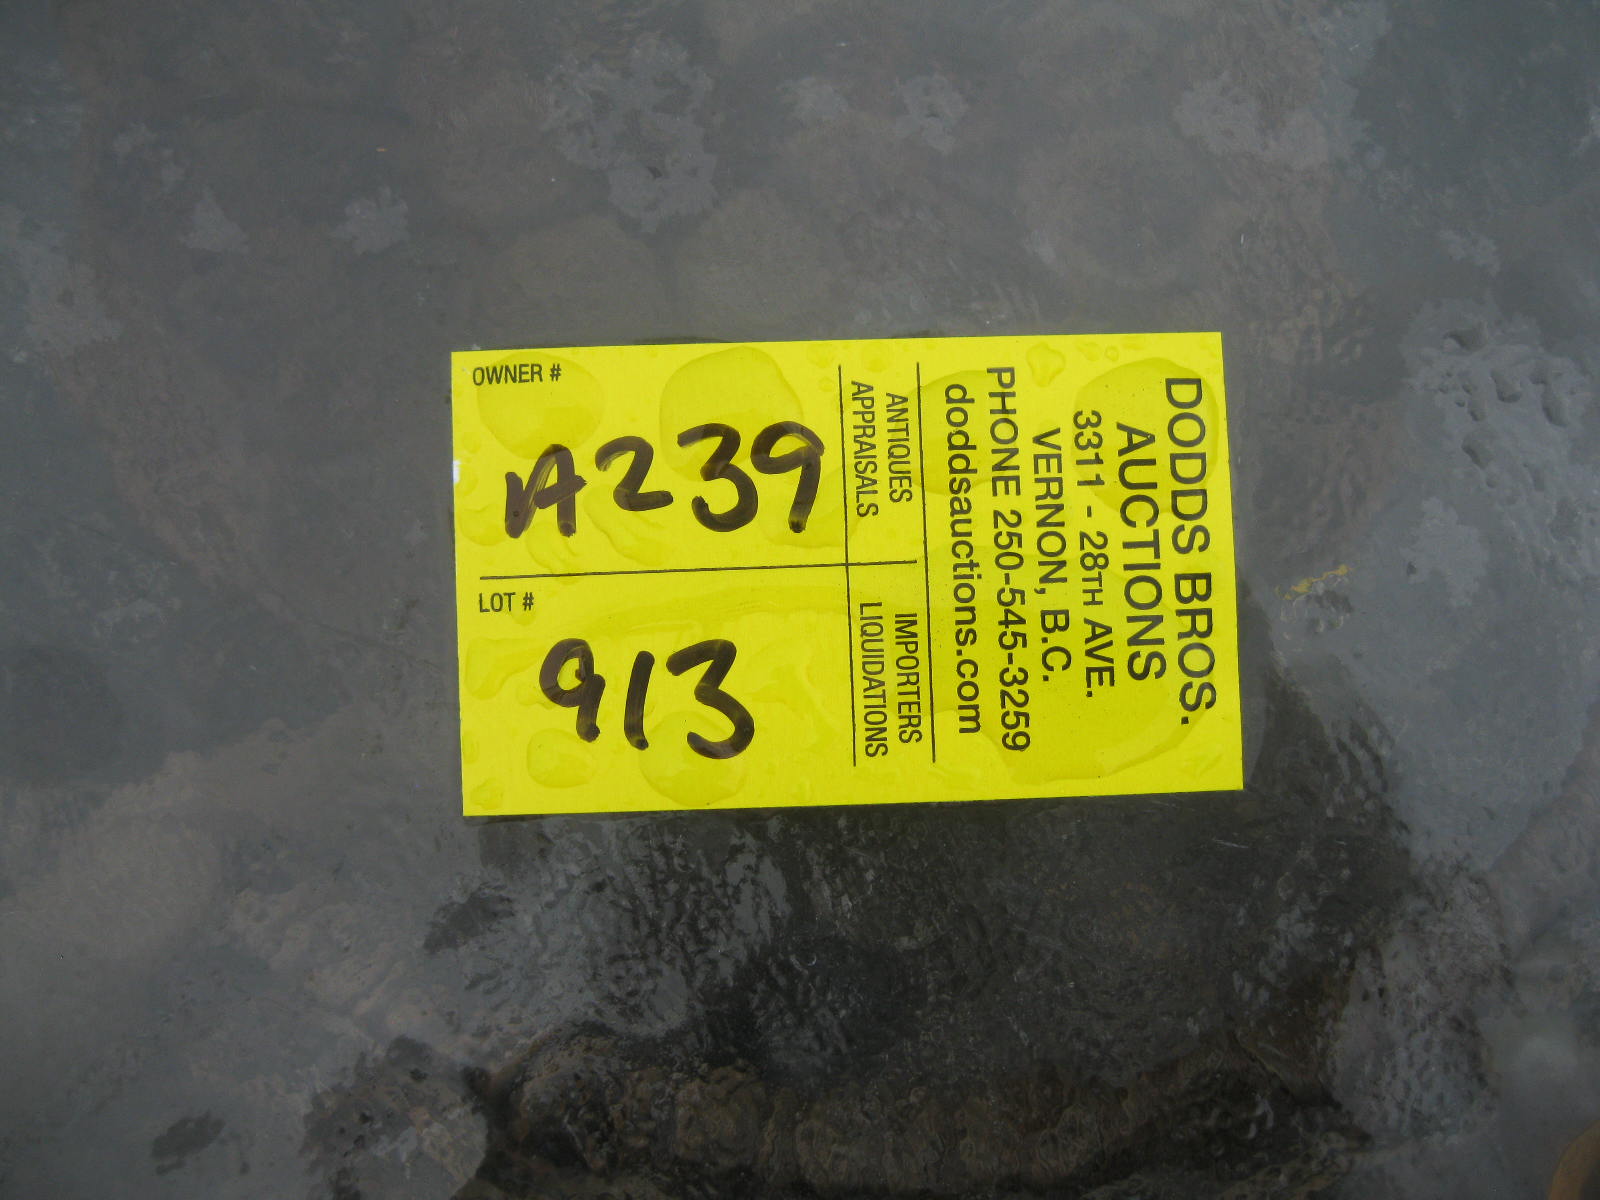 DODDS BROS.
AUCTIONS
3311 - 28TH AVE.
VERNON, B.C.
PHONE 250-545-3259
doddsauctions.com
ANTIQUES
APPRAISALS
IMPORTERS
LIQUIDATIONS
OWNER #
A239
LOT #
913